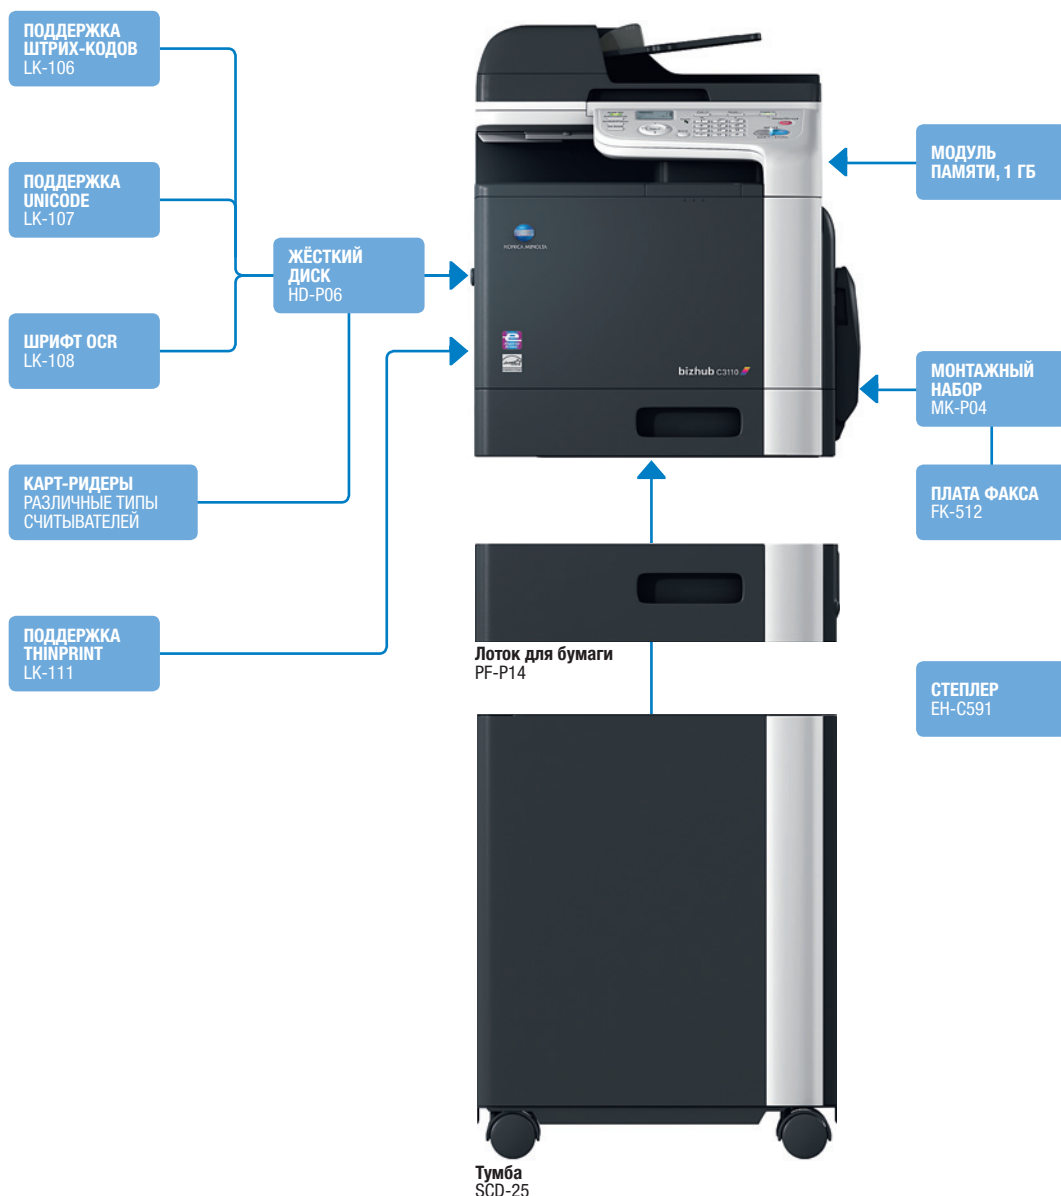 ПОДДЕРЖКА
ШТРИХ-КОДОВ
LK-106
ПОДДЕРЖКА
UNICODE
LK-107
ШРИФТ OCR
LK-108
КАРТ-РИДЕРЫ
РАЗЛИЧНЫЕ ТИПЫ
СЧИТЫВАТЕЛЕЙ
ПОДДЕРЖКА
THINPRINT
LK-111
ЖЁСТКИЙ
ДИСК
HD-P06
KONICA MINOLTA
bizhub C3110
Лоток для бумаги
PF-P14
Тумба
SCD-25
МОДУЛЬ
ПАМЯТИ, 1 ГБ
МОНТАЖНЫЙ
НАБОР
MK-P04
ПЛАТА ФАКСА
FK-512
СТЕПЛЕР
EH-C591